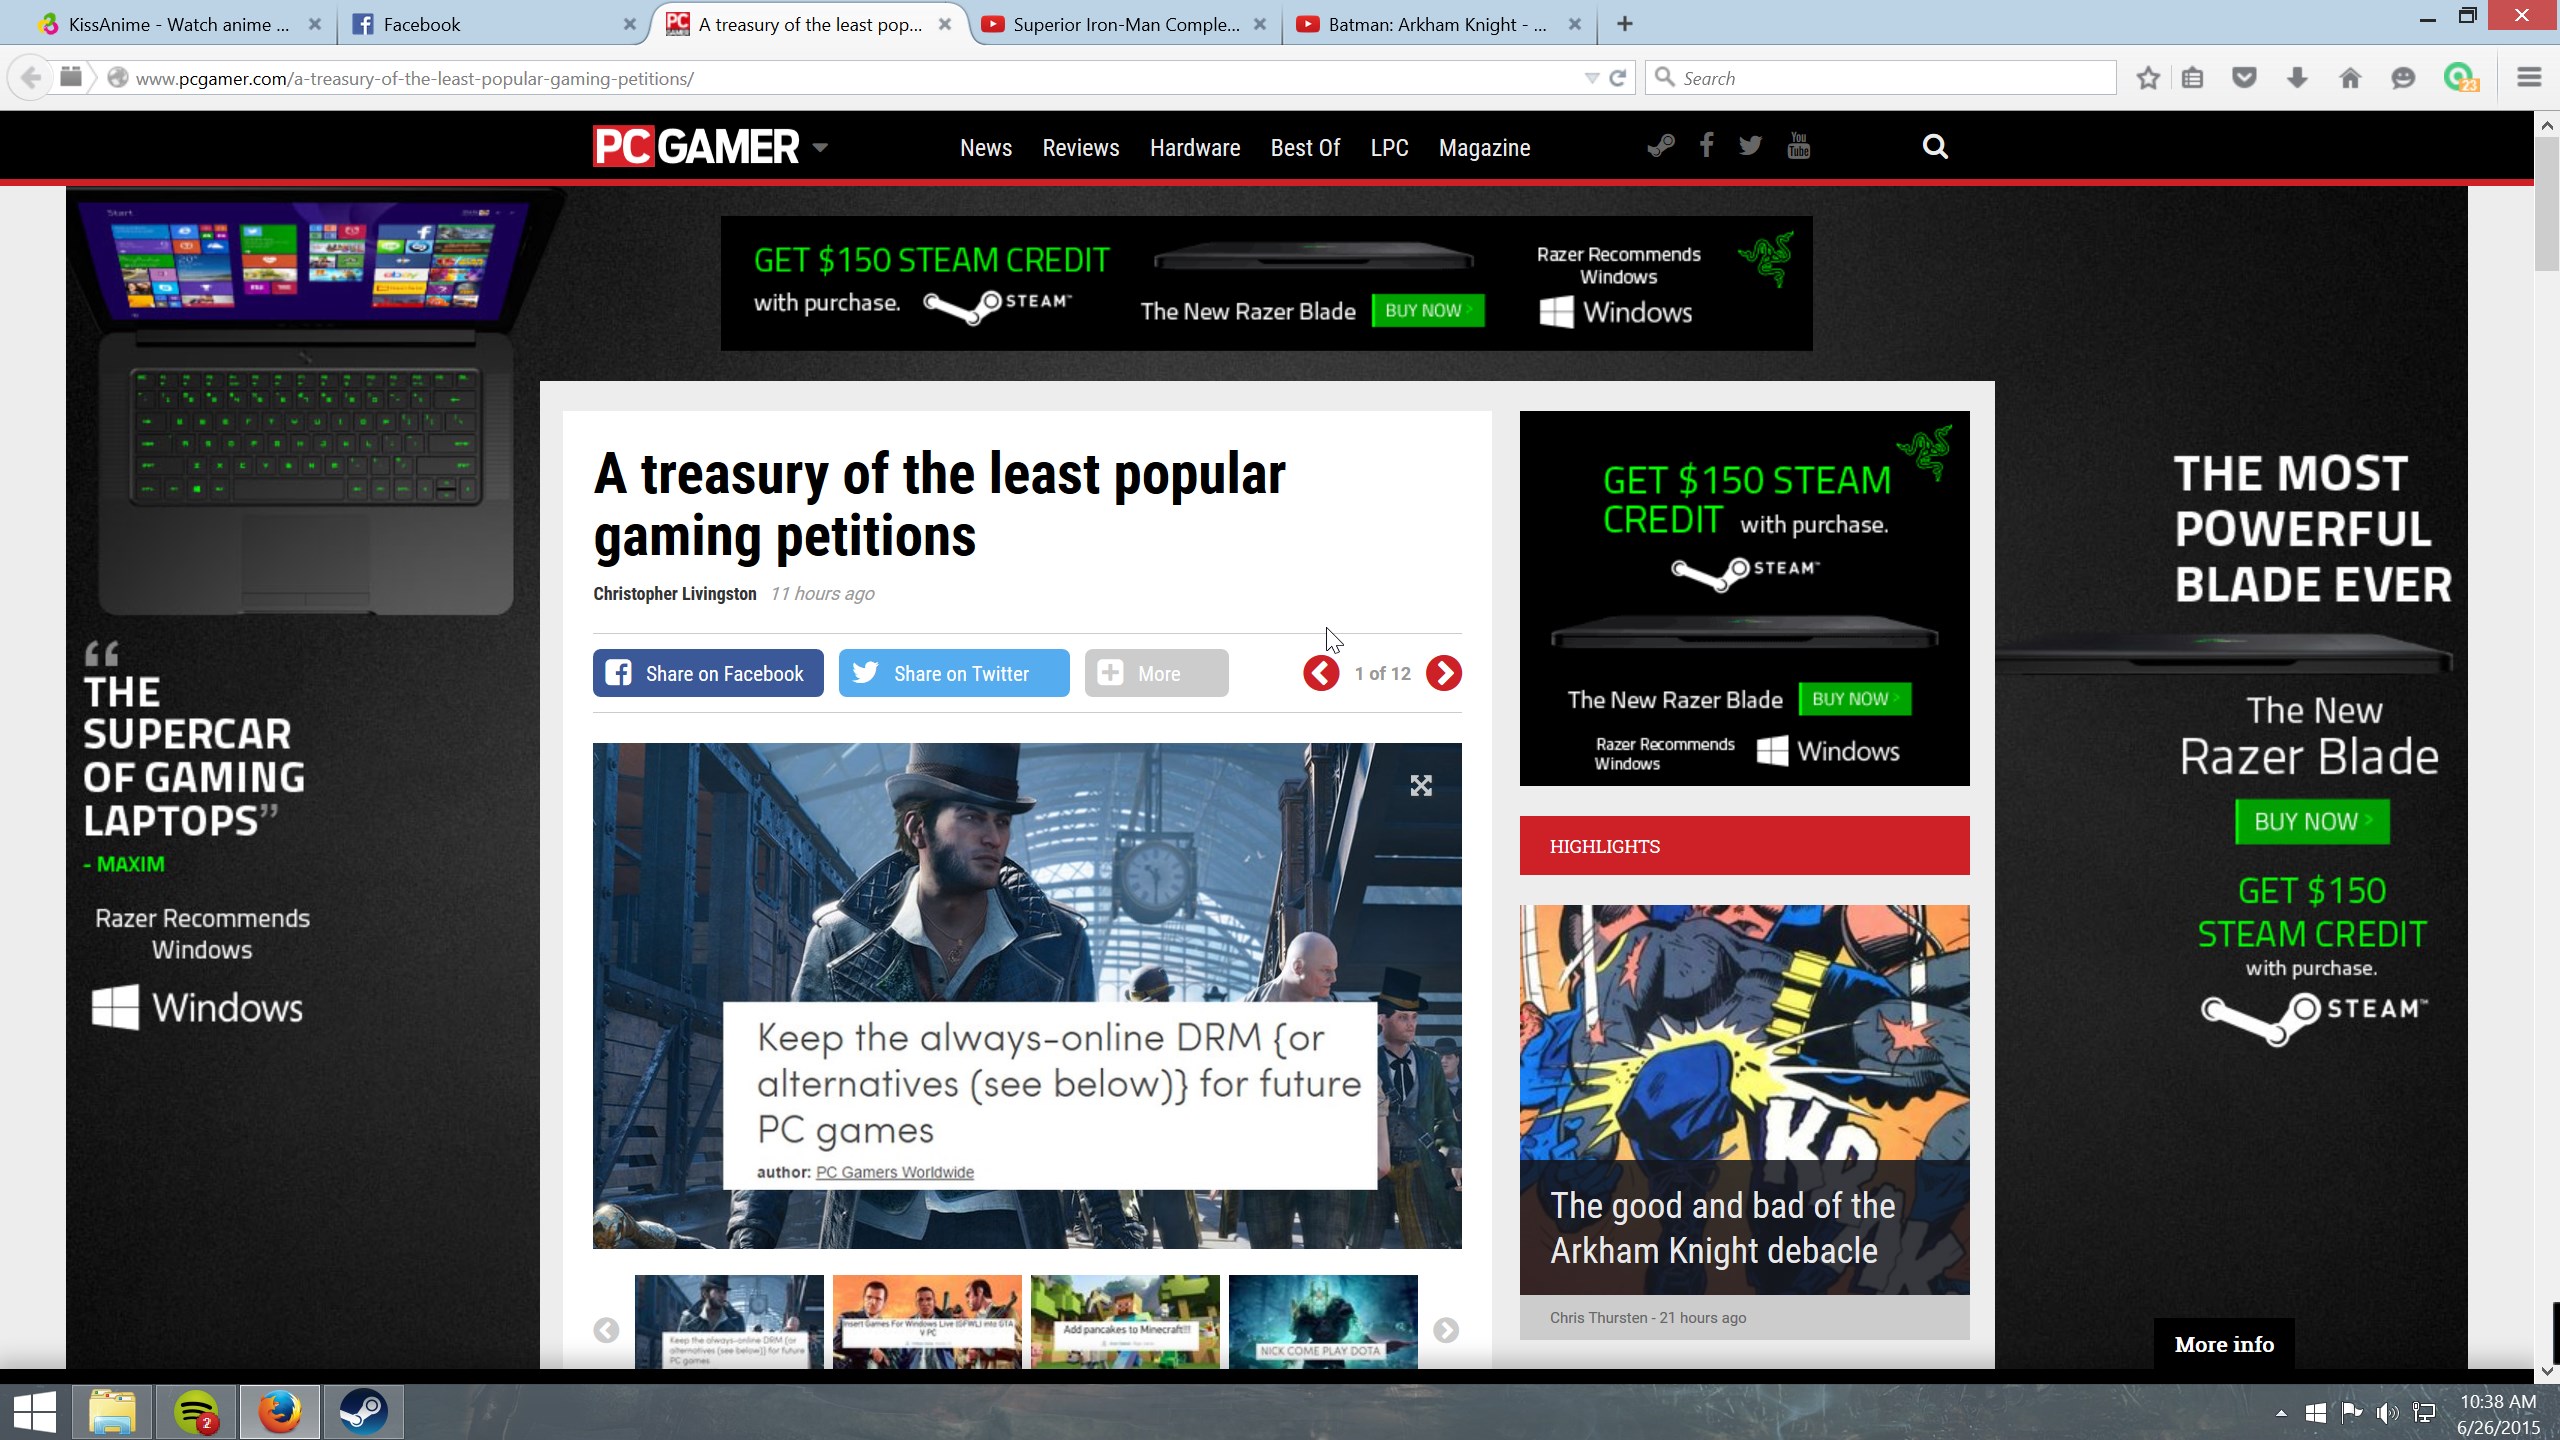 KissAnime - Watch anime ...
Facebook
A treasury of the least pop...
Superior Iron-Man Comple...
Batman: Arkham Knight - ...
www.pcgamer.com/a-treasury-of-the-least-popular-gaming-petitions/
Search
23
PC GAMER
News Reviews Hardware Best Of LPC Magazine
You Tube
Start
ebay
GET $150 STEAM CREDIT
with purchase. STEAM™
The New Razer Blade BUY NOW >
Razer Recommends
Windows
Windows
A treasury of the least popular
gaming petitions
Christopher Livingston 11 hours ago
Share on Facebook
Share on Twitter
More
1 of 12
Keep the always-online DRM {or
alternatives (see below)} for future
PC games
author: PC Gamers Worldwide
Keep the always-online DRM {or
alternatives (see below)} for future
PC games
Insert Games For Windows Live (GFWL) into GTA
V PC
Add pancakes to Minecraft!!!
NICK COME PLAY DOTA
GET $150 STEAM
CREDIT with purchase.
STEAM™
The New Razer Blade BUY NOW >
Razer Recommends
Windows
Windows
HIGHLIGHTS
The good and bad of the
Arkham Knight debacle
Chris Thursten - 21 hours ago
“THE
SUPERCAR
OF GAMING
LAPTOPS”
- MAXIM
Razer Recommends
Windows
Windows
THE MOST
POWERFUL
BLADE EVER
The New
Razer Blade
BUY NOW >
GET $150
STEAM CREDIT
with purchase.
STEAM™
More info
2
10:38 AM
6/26/2015